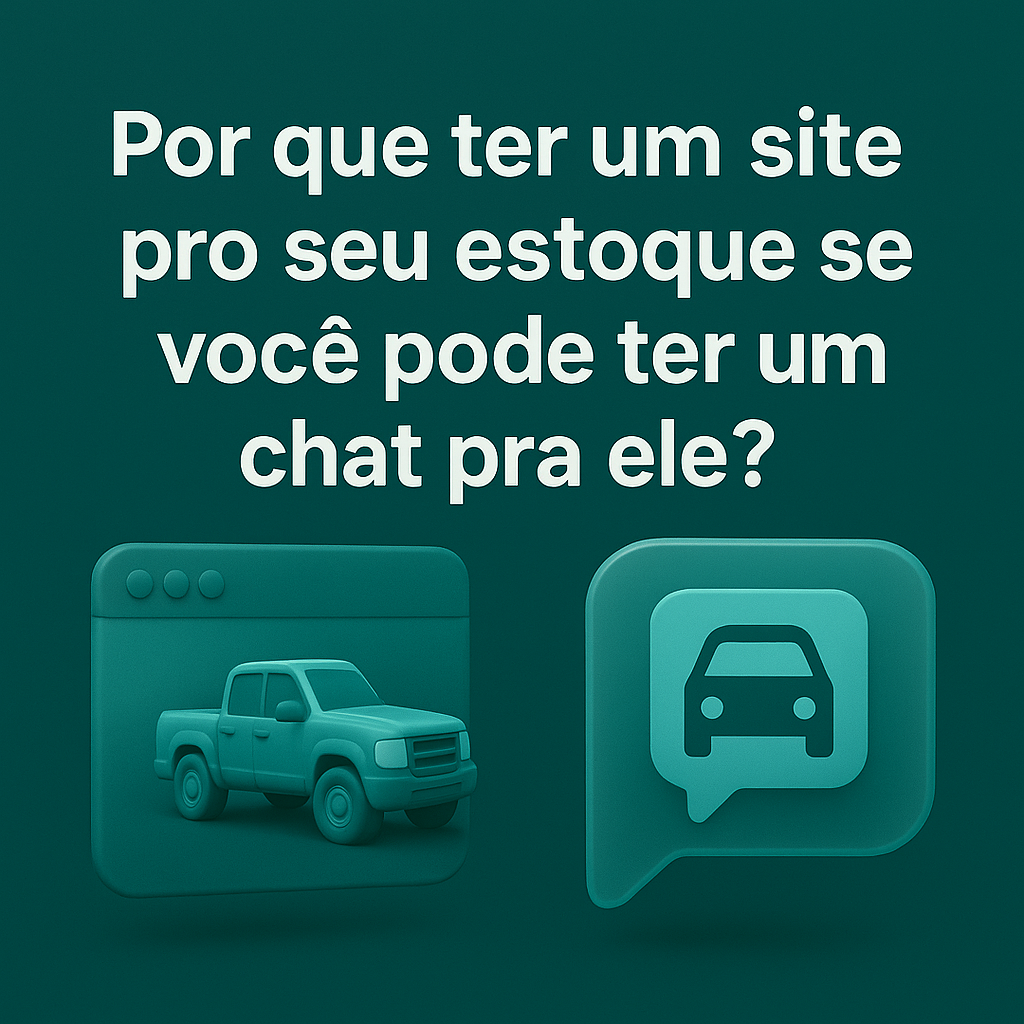 Por que ter um site
pro seu estoque se
você pode ter um
chat pra ele?